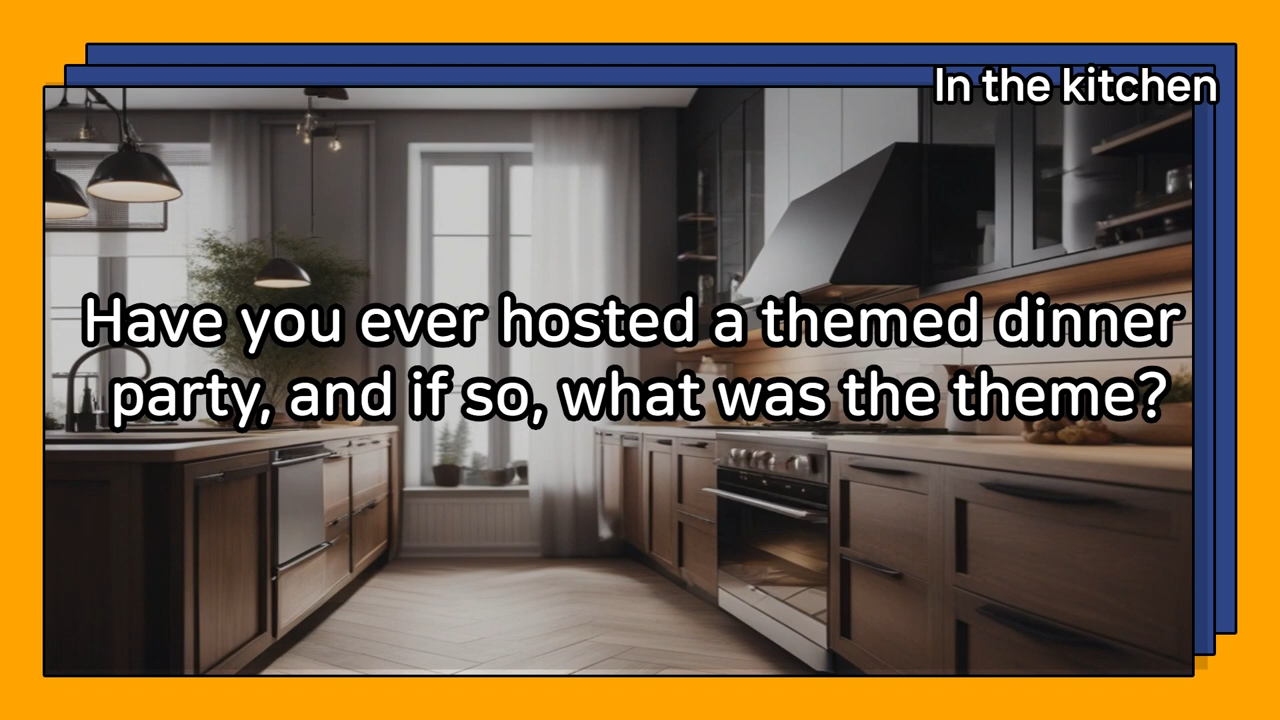 In the kitchen
Have you ever hosted a themed dinner
party, and if so, what was the theme?